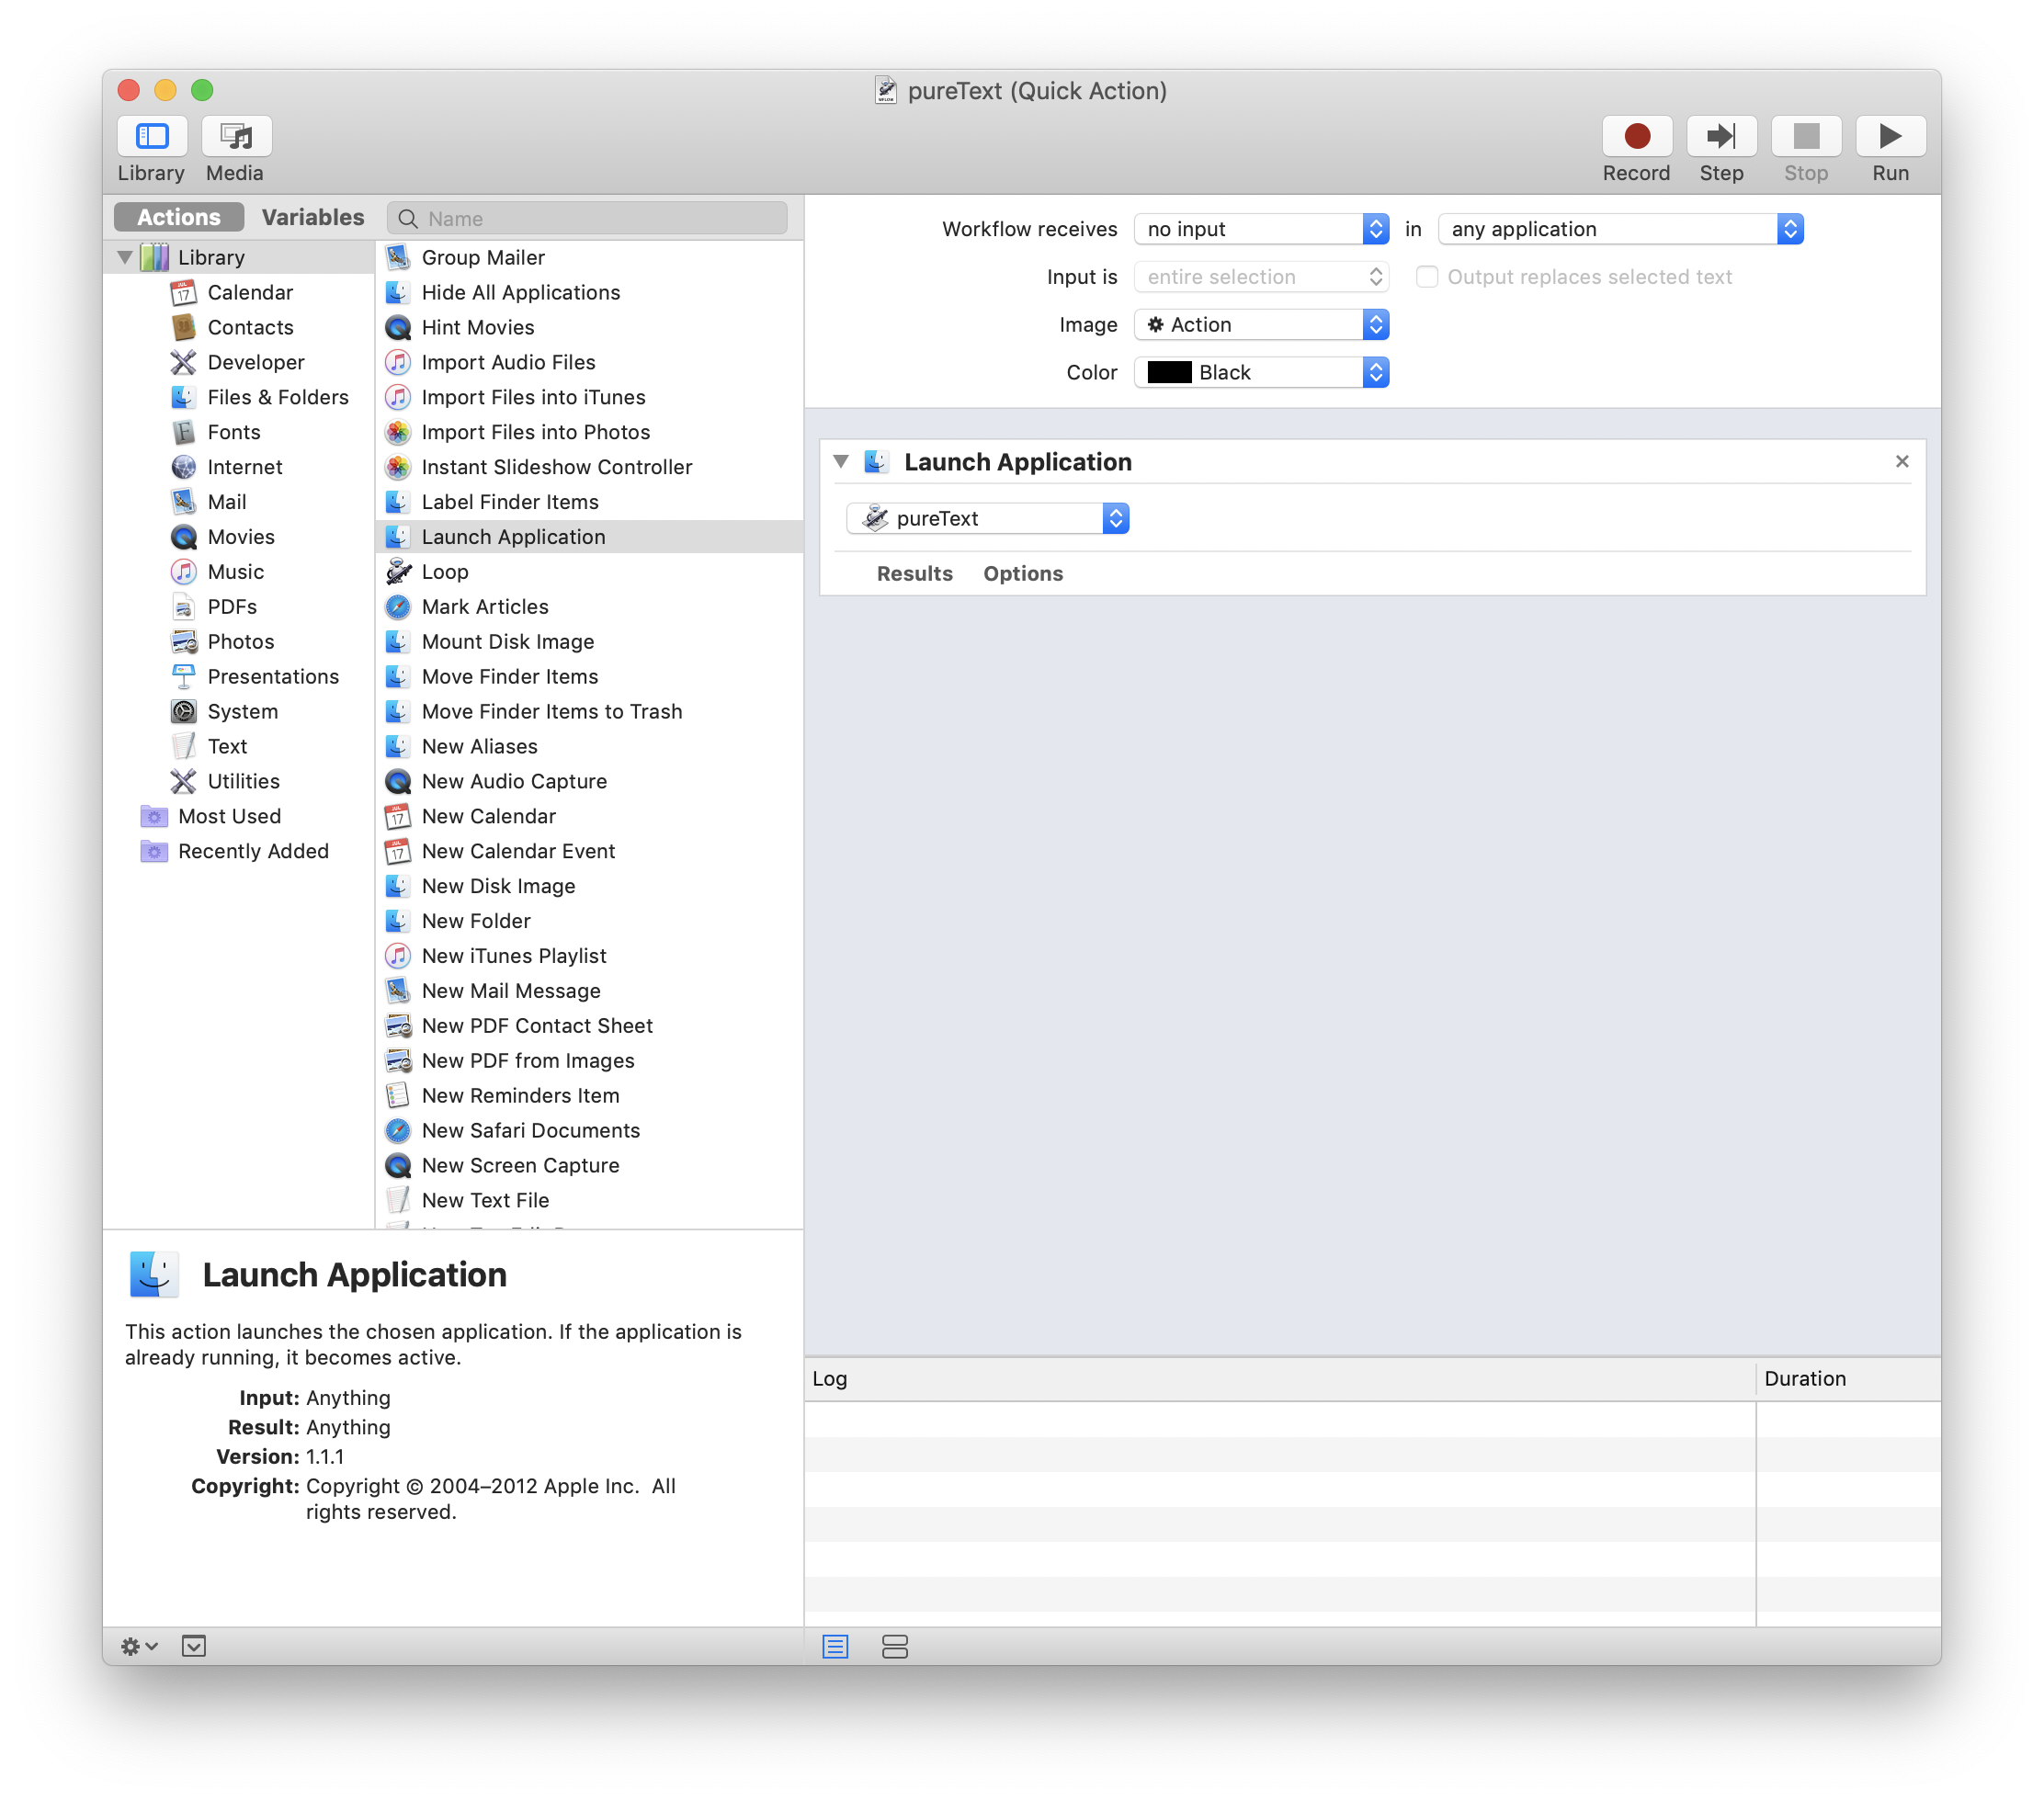 pureText (Quick Action)
Library
Media
Record
Step
Stop
Run
Actions
Variables
Name
Library
Calendar
Contacts
Developer
Files & Folders
Fonts
Internet
Mail
Movies
Music
PDFs
Photos
Presentations
System
Text
Utilities
Most Used
Recently Added
Group Mailer
Hide All Applications
Hint Movies
Import Audio Files
Import Files into iTunes
Import Files into Photos
Instant Slideshow Controller
Label Finder Items
Launch Application
Loop
Mark Articles
Mount Disk Image
Move Finder Items
Move Finder Items to Trash
New Aliases
New Audio Capture
New Calendar
New Calendar Event
New Disk Image
New Folder
New iTunes Playlist
New Mail Message
New PDF Contact Sheet
New PDF from Images
New Reminders Item
New Safari Documents
New Screen Capture
New Text File
Launch Application
This action launches the chosen application. If the application is
already running, it becomes active.
Input: Anything
Result: Anything
Version: 1.1.1
Copyright: Copyright © 2004–2012 Apple Inc. All
rights reserved.
Workflow receives no input in any application
Input is entire selection Output replaces selected text
Image Action
Color Black
Launch Application
pureText
Results Options
Log Duration